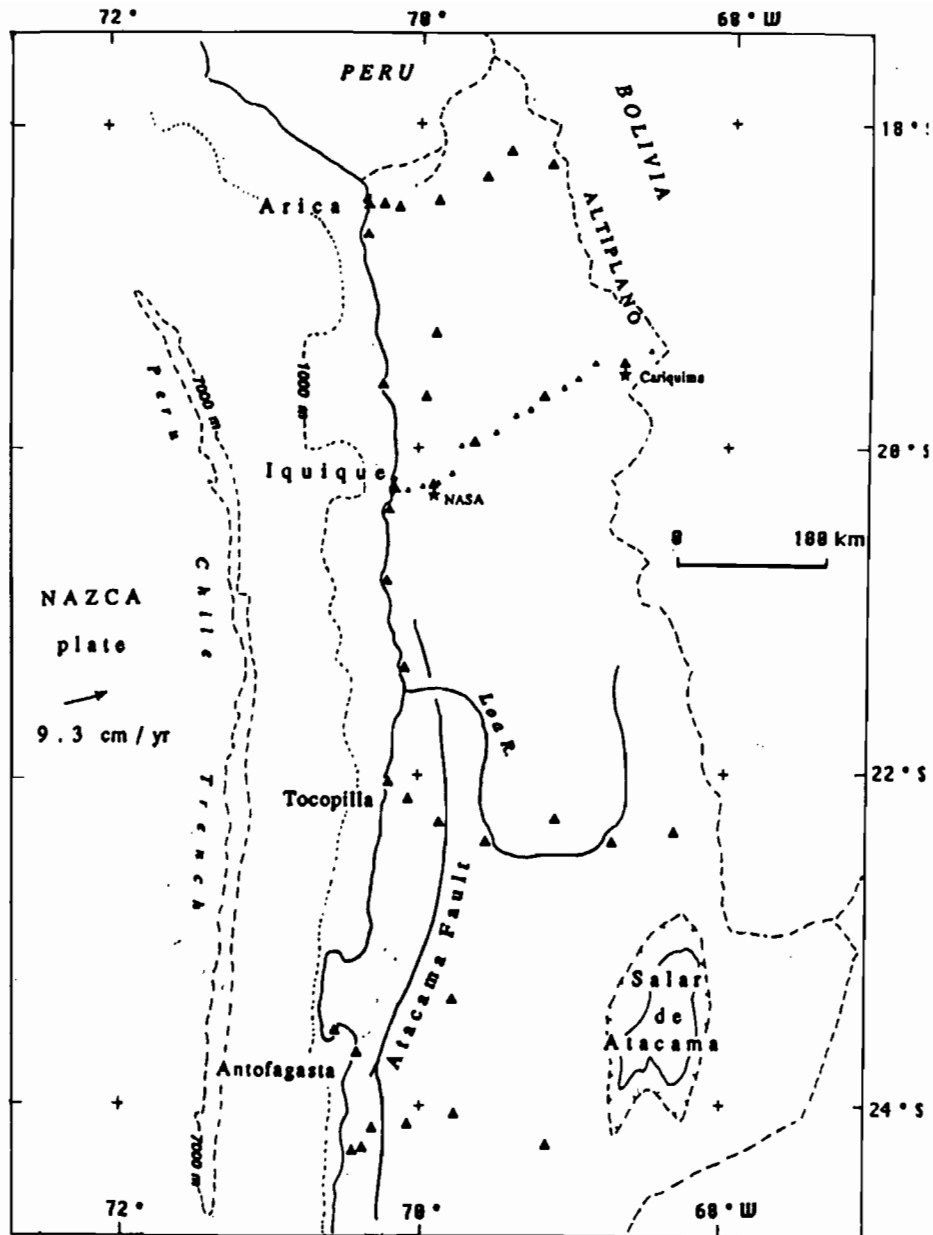 72°
70°
68° W
PERU
BOLIVIA
18°S
Arica
ALTIPLANO
7000 m
1000 m
Peru
Cariquima
Iquique
20°S
NASA
0 100 km
Chile
NAZCA
plate
9.3 cm/yr
Loa R.
Trench
22°S
Tocopilla
Atacama Fault
Salar
de
Atacama
Antofagasta
24°S
7000 m
72°
70°
68° W